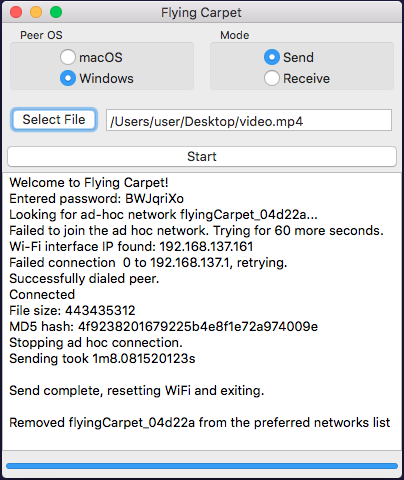 Flying Carpet
Peer OS
Mode
macOS
Send
Windows
Receive
Select File
/Users/user/Desktop/video.mp4
Start
Welcome to Flying Carpet!
Entered password: BWJqriXo
Looking for ad-hoc network flyingCarpet_04d22a...
Failed to join the ad hoc network. Trying for 60 more seconds.
Wi-Fi interface IP found: 192.168.137.161
Failed connection  0 to 192.168.137.1, retrying.
Successfully dialed peer.
Connected
File size: 443435312
MD5 hash: 4f9238201679225b4e8f1e72a974009e
Stopping ad hoc connection.
Sending took 1m8.081520123s
Send complete, resetting WiFi and exiting.
Removed flyingCarpet_04d22a from the preferred networks list